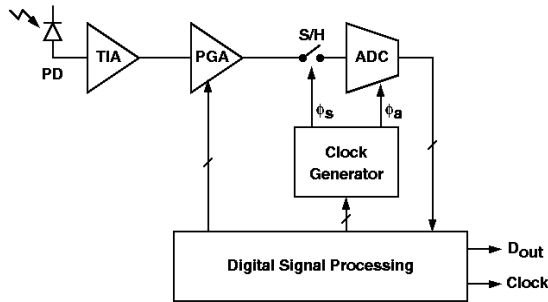 S/H
TIA
PGA
ADC
PD
ϕs
ϕa
Clock
Generator
Digital Signal Processing
Dout
Clock